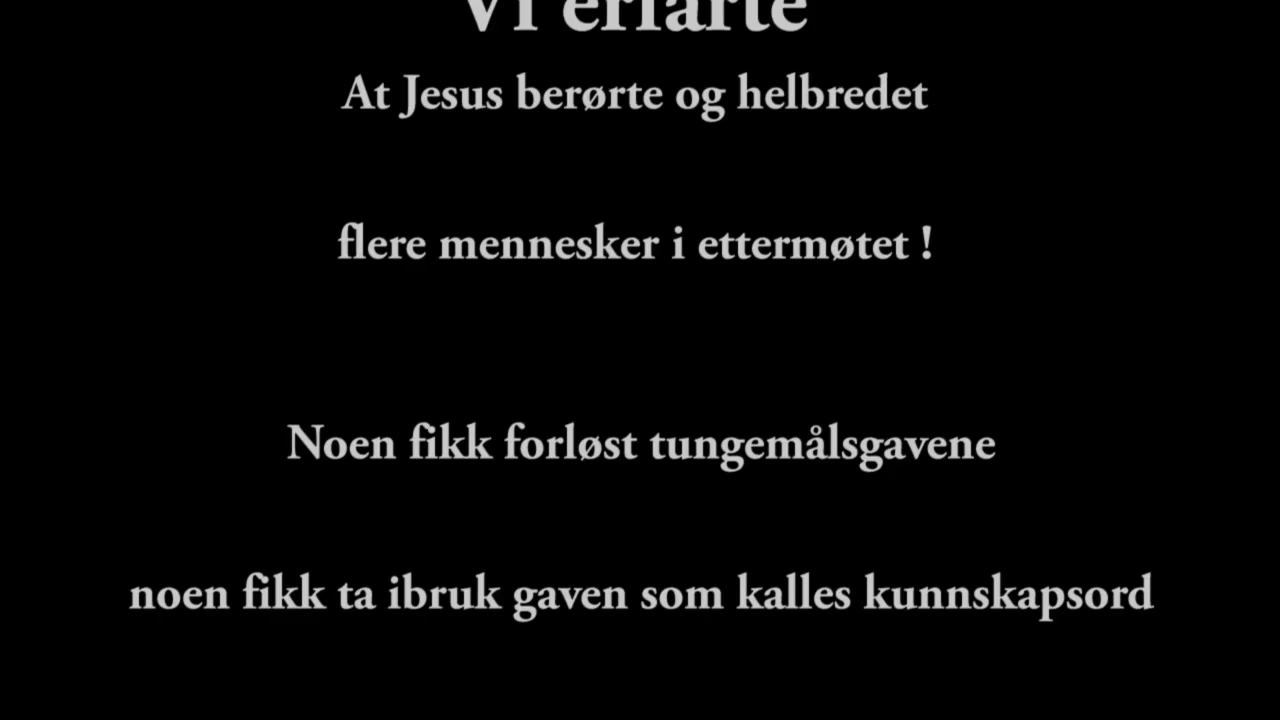 Vi erfarte
At Jesus berørte og helbredet
flere mennesker i ettermøtet !
Noen fikk forløst tungemålsgavene
noen fikk ta ibruk gaven som kalles kunnskapsord